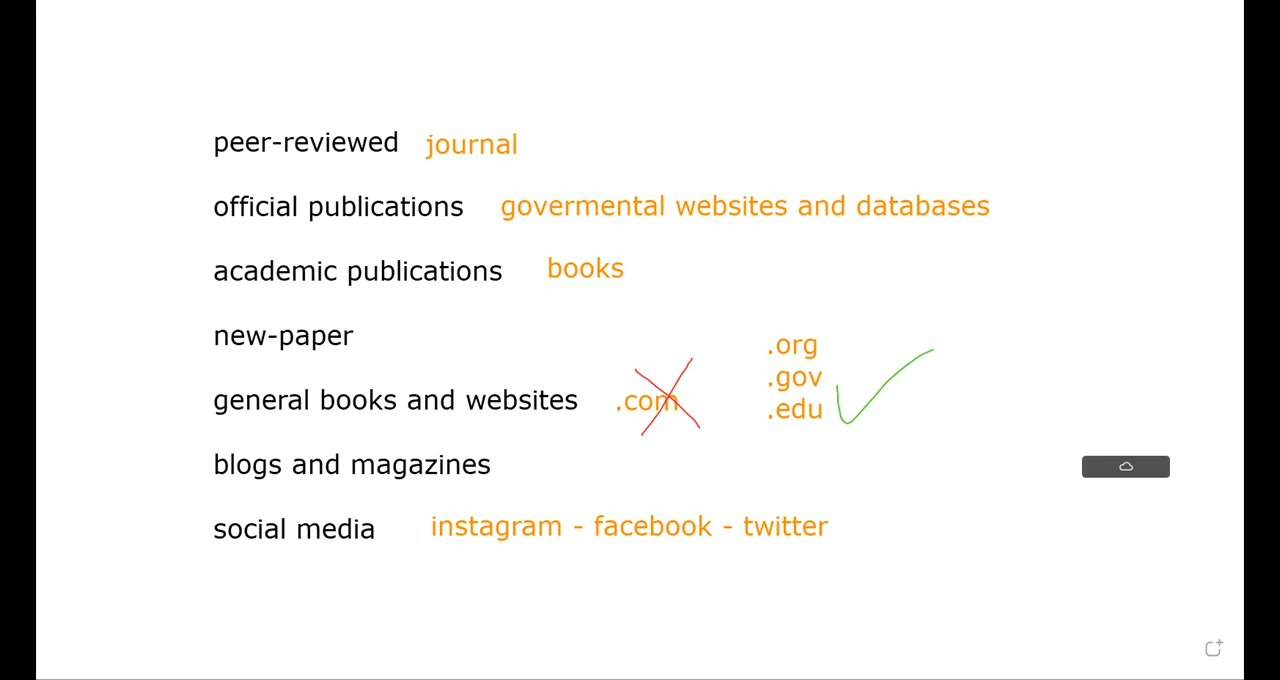 peer-reviewed journal
official publications govermental websites and databases
academic publications books
new-paper
.org
.gov
general books and websites .com .edu
blogs and magazines
social media instagram - facebook - twitter